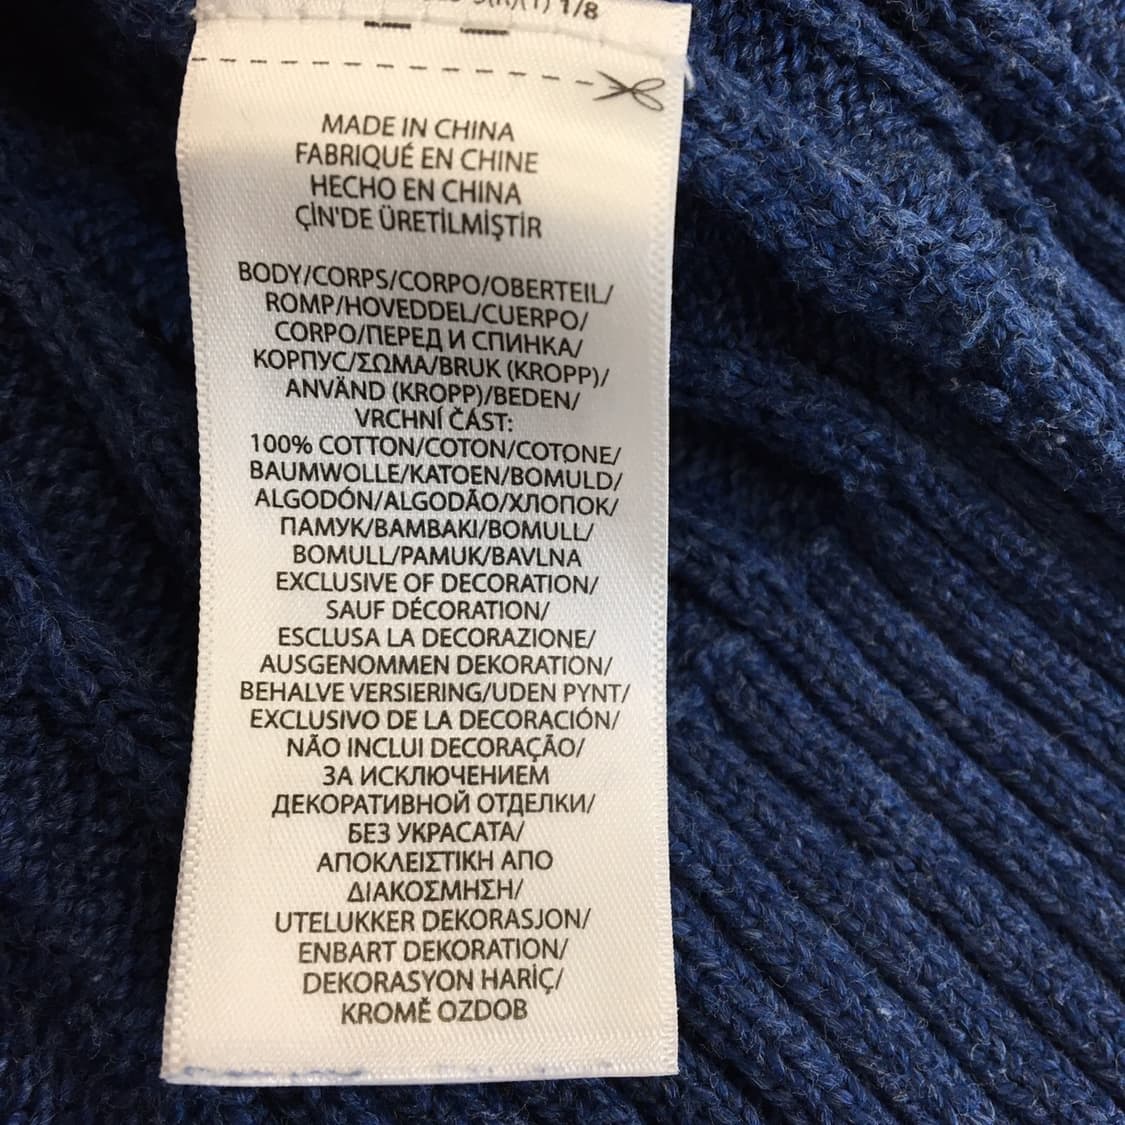 1/8
MADE IN CHINA
FABRIQUÉ EN CHINE
HECHO EN CHINA
ÇİN'DE ÜRETİLMİŞTİR
BODY/CORPS/CORPO/OBERTEIL/
ROMP/HOVEDDEL/CUERPO/
CORPO/ПЕРЕД И СПИНКА/
КОРПУС/ΣΩΜΑ/BRUK (KROPP)/
ANVÄND (KROPP)/BEDEN/
VRCHNÍ ČÁST:
100% COTTON/COTON/COTONE/
BAUMWOLLE/KATOEN/BOMULD/
ALGODÓN/ALGODÃO/ХЛОПОК/
ПАМУК/ΒΑΜΒΑΚΙ/BOMULL/
BOMULL/PAMUK/BAVLNA
EXCLUSIVE OF DECORATION/
SAUF DÉCORATION/
ESCLUSA LA DECORAZIONE/
AUSGENOMMEN DEKORATION/
BEHALVE VERSIERING/UDEN PYNT/
EXCLUSIVO DE LA DECORACIÓN/
NÃO INCLUI DECORAÇÃO/
ЗА ИСКЛЮЧЕНИЕМ
ДЕКОРАТИВНОЙ ОТДЕЛКИ/
БЕЗ УКРАСАТА/
ΑΠΟΚΛΕΙΣΤΙΚΗ ΑΠΟ
ΔΙΑΚΟΣΜΗΣΗ/
UTELUKKER DEKORASJON/
ENBART DEKORATION/
DEKORASYON HARİÇ/
KROMĚ OZDOB